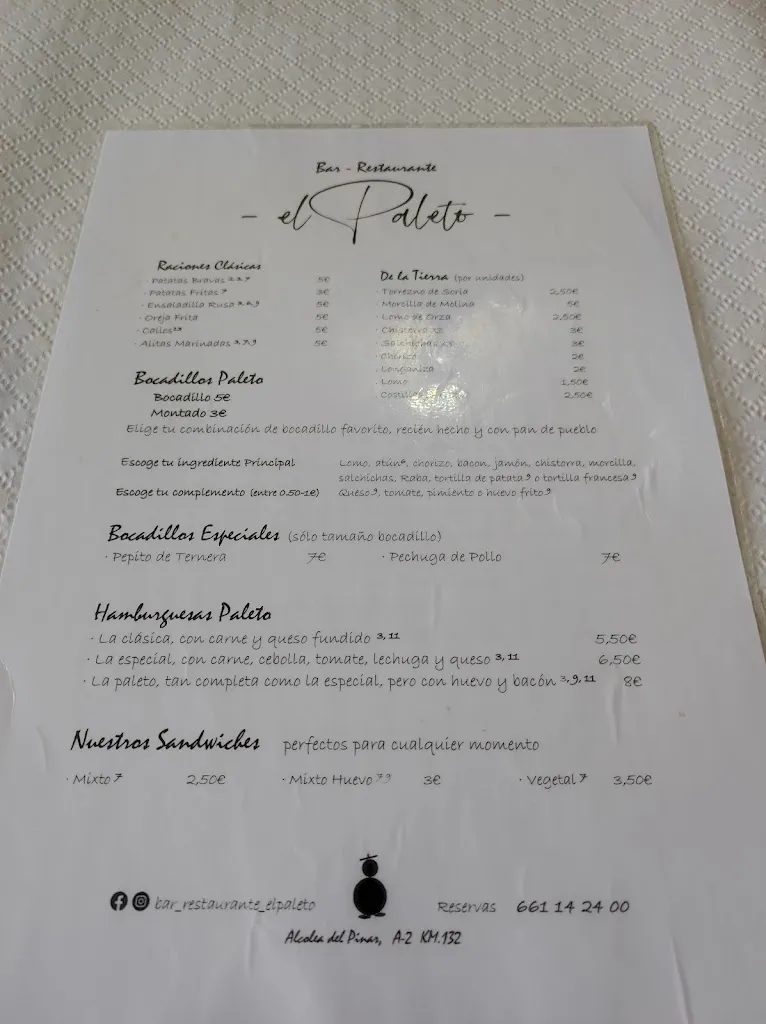 Bar - Restaurante
- el Paleto -
Raciones Clásicas
· Patatas Bravas 5€
· Patatas Fritas 7 3€
· Ensaladilla Rusa 5€
· Oreja Frita 5€
· Callos 5€
· Alitas Marinadas 5€
De la Tierra (por unidades)
· Torrezno de Soria 2,50€
· Morcilla de Molina 5€
· Lomo de Orza 2,50€
· Chistorra 3€
· Salchichas 3€
· Chorizo 2€
· Longaniza 2€
· Lomo 1,50€
2,50€
Bocadillos Paleto
Bocadillo 5€
Montado 3€
Elige tu combinación de bocadillo favorito, recién hecho y con pan de pueblo
Escoge tu ingrediente Principal
Lomo, atún⁶, chorizo, bacon, jamón, chistorra, morcilla,
salchichas, Raba, tortilla de patata ⁹ o tortilla francesa ⁹
Escoge tu complemento (entre 0.50-1€) Queso ⁹, tomate, pimiento o huevo frito ⁹
Bocadillos Especiales (sólo tamaño bocadillo)
· Pepito de Ternera 7€ · Pechuga de Pollo 7€
Hamburguesas Paleto
· La clásica, con carne y queso fundido 3, 11 5,50€
· La especial, con carne, cebolla, tomate, lechuga y queso 3, 11 6,50€
· La paleto, tan completa como la especial, pero con huevo y bacón 3, 9, 11 8€
Nuestros Sandwiches perfectos para cualquier momento
· Mixto 7 2,50€ · Mixto Huevo 7 9 3€ · Vegetal 7 3,50€
bar_restaurante_elpaleto Reservas 661 14 24 00
Alcolea del Pinar, A-2 KM.132